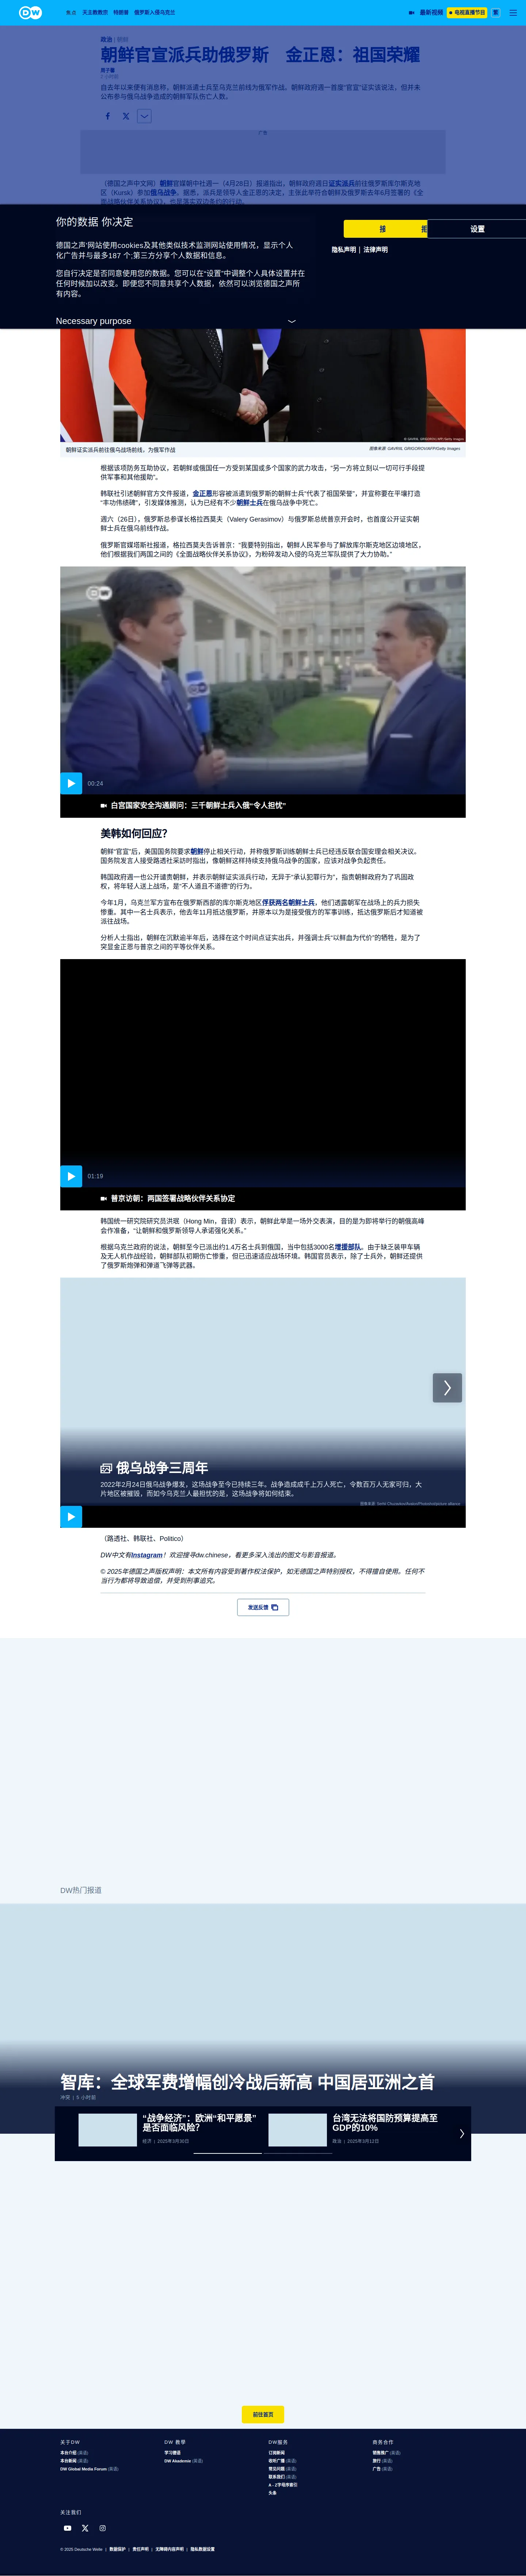 DW
焦点
天主教教宗
特朗普
俄罗斯入侵乌克兰
最新视频
电视直播节目
繁
政治 | 朝鲜
朝鲜官宣派兵助俄罗斯 金正恩：祖国荣耀
自去年以来便有消息称，朝鲜派遣士兵至乌克兰前线为俄军作战。朝鲜政府週一首度“官宣”证实该说法。但并未公布参与俄乌战争造成的朝鲜军队伤亡人数。
广告
（德国之声中文网）朝鲜官媒朝中社週一（4月28日）报道指出，朝鲜政府週日证实派兵前往俄罗斯库尔斯克地区（Kursk）参加俄乌战争。据悉，派兵是领导人金正恩决定的。主张此举符合朝鲜与俄罗斯去年6月签署的《全面战略伙伴关系协议》，也是落实双边条约的行动。
你的数据 你决定
德国之声'网站使用cookies及其他类似技术监测网站使用情况，显示个人化广告并与最多187 个;第三方分享个人数据和信息。
您自行决定是否同意使用您的数据。您可以在“设置”中调整个人具体设置并在任何时候加以改变。即便您不同意共享个人数据，依然可以浏览德国之声所有内容。
Necessary purpose
设置
隐私声明 | 法律声明
朝鲜证实派兵前往俄乌战场前线，为俄军作战
图像来源: GAVRIIL GRIGOROV/AFP/Getty Images
根据该项防务互助协议，若朝鲜或俄国任一方受到某国或多个国家的武力攻击，“另一方将立刻以一切可行手段提供军事和其他援助”。
韩联社引述朝鲜官方文件报道，金正恩形容被派遣到俄罗斯的朝鲜士兵“代表了祖国荣耀”，并宣称要在平壤打造“丰功伟绩碑”，引发媒体推测，认为已经有不少朝鲜士兵在俄乌战争中死亡。
週六（26日），俄罗斯总参谋长格拉西莫夫（Valery Gerasimov）与俄罗斯总统普京开会时，也首度公开证实朝鲜士兵在俄乌前线作战。
俄罗斯官媒塔斯社报道，格拉西莫夫告诉普京：“我要特别指出，朝鲜人民军参与了解放库尔斯克地区边境地区，他们根据我们两国之间的《全面战略伙伴关系协议》，为粉碎发动入侵的乌克兰军队提供了大力协助。”
DW
00:24
白宫国家安全沟通顾问：三千朝鲜士兵入俄“令人担忧”
美韩如何回应？
朝鲜“官宣”后，美国国务院要求朝鲜停止相关行动，并称俄罗斯训练朝鲜士兵已经违反联合国安理会相关决议。国务院发言人接受路透社采访时指出，像朝鲜这样持续支持俄乌战争的国家，应该对战争负起责任。
韩国政府週一也公开谴责朝鲜，并表示朝鲜证实派兵行动，无异于“承认犯罪行为”，指责朝鲜政府为了巩固政权，将年轻人送上战场，是“不人道且不道德”的行为。
今年1月，乌克兰军方宣布在俄罗斯西部的库尔斯克地区俘获两名朝鲜士兵，他们透露朝军在战场上的兵力损失惨重，其中一名士兵表示，他去年11月抵达俄罗斯，并原本以为是接受俄方的军事训练，抵达俄罗斯后才知道被派往战场。
分析人士指出，朝鲜在沉默逾半年后，选择在这个时间点证实出兵，并强调士兵“以鲜血为代价”的牺牲，是为了突显金正恩与普京之间的平等伙伴关系。
01:19
普京访朝：两国签署战略伙伴关系协定
韩国统一研究院研究员洪珉（Hong Min，音译）表示，朝鲜此举是一场外交表演，目的是为即将举行的朝俄高峰会作准备，“让朝鲜和俄罗斯领导人承诺强化关系。”
根据乌克兰政府的说法，朝鲜至今已派出约1.4万名士兵到俄国，当中包括3000名增援部队。由于缺乏装甲车辆及无人机作战经验，朝鲜部队初期伤亡惨重，但已迅速适应战场环境。韩国官员表示，除了士兵外，朝鲜还提供了俄罗斯炮弹和弹道飞弹等武器。
俄乌战争三周年
2022年2月24日俄乌战争爆发，这场战争至今已持续三年。战争造成成千上万人死亡，令数百万人无家可归，大片地区被摧毁，而如今乌克兰人最担忧的是，这场战争将如何结束。
（路透社、韩联社、Politico）
DW中文有Instagram！欢迎搜寻dw.chinese，看更多深入浅出的图文与影音报道。
© 2025年德国之声版权声明：本文所有内容受到著作权法保护，如无德国之声特别授权，不得擅自使用。任何不当行为都将导致追偿，并受到刑事追究。
发送反馈
DW热门报道
智库：全球军费增幅创冷战后新高 中国居亚洲之首
冲突 | 5 小时前
“战争经济”：欧洲“和平愿景”是否面临风险？
经济 | 2025年3月30日
台湾无法将国防预算提高至GDP的10%
政治 | 2025年3月12日
前往首页
关于DW
本台介绍 (英语)
本台新闻 (英语)
DW Global Media Forum (英语)
DW 教學
学习德语
DW Akademie (英语)
DW服务
订阅新闻
收听广播 (英语)
常见问题 (英语)
联系我们 (英语)
A - Z字母序索引
头条
商务合作
销售推广 (英语)
旅行 (英语)
广告 (英语)
关注我们
© 2025 Deutsche Welle | 数据保护 | 责任声明 | 无障碍内容声明 | 隐私数据设置